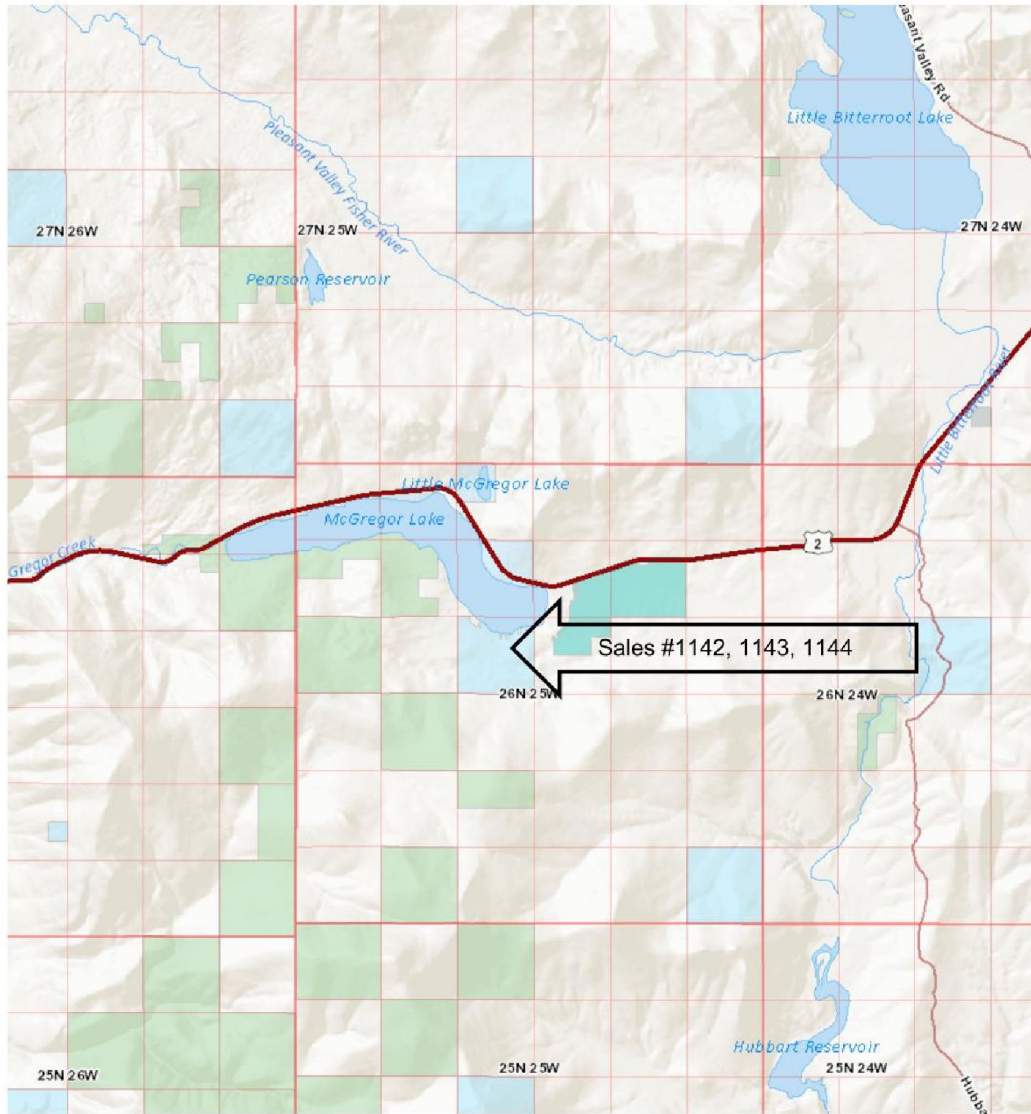 easant Valley Rd
Little Bitterroot Lake
Pleasant Valley Fisher River
27N 26W
27N 25W
27N 24W
Pearson Reservoir
Little Bitterroot River
Little McGregor Lake
McGregor Lake
2
Gregor Creek
Sales #1142, 1143, 1144
26N 25W
26N 24W
Hubbart Reservoir
25N 26W
25N 25W
25N 24W
Hubba